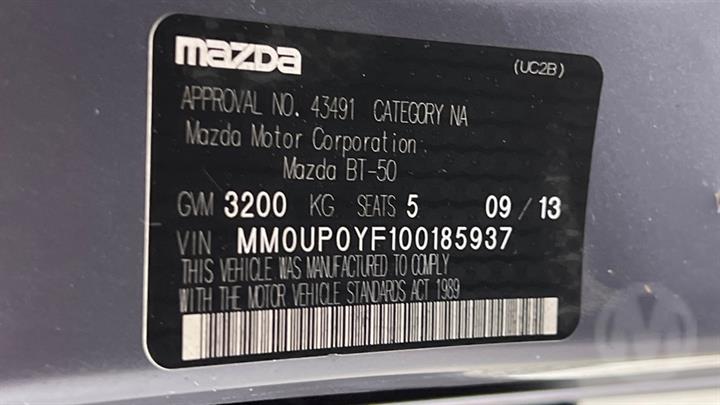 mazda
(UC2B)
APPROVAL NO. 43491 CATEGORY NA
Mazda Motor Corporation
Mazda BT-50
GVM 3200 KG SEATS 5 09 / 13
VIN MM0UP0YF100185937
THIS VEHICLE WAS MANUFACTURED TO COMPLY
WITH THE MOTOR VEHICLE STANDARDS ACT 1989
M